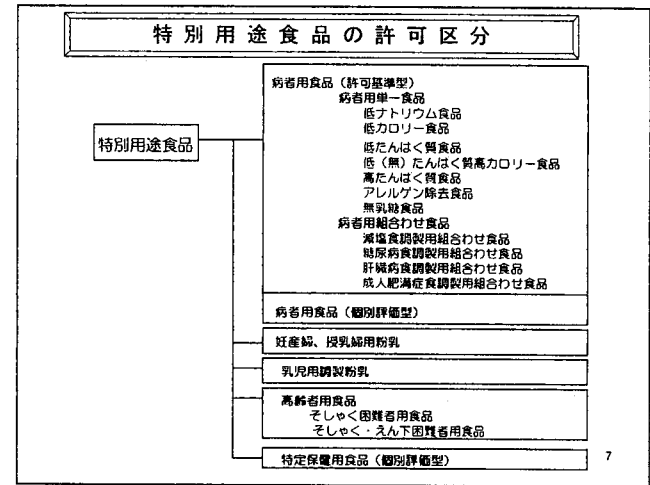 特別用途食品の許可区分
特別用途食品
病者用食品（許可基準型）
病者用単一食品
低ナトリウム食品
低カロリー食品
低たんぱく質食品
低（無）たんぱく質高カロリー食品
高たんぱく質食品
アレルゲン除去食品
無乳糖食品
病者用組合わせ食品
減塩食調製用組合わせ食品
糖尿病食調製用組合わせ食品
肝臓病食調製用組合わせ食品
成人肥満症食調製用組合わせ食品
病者用食品（個別評価型）
妊産婦、授乳婦用粉乳
乳児用調製粉乳
高齢者用食品
そしゃく困難者用食品
そしゃく・えん下困難者用食品
特定保健用食品（個別評価型）
7